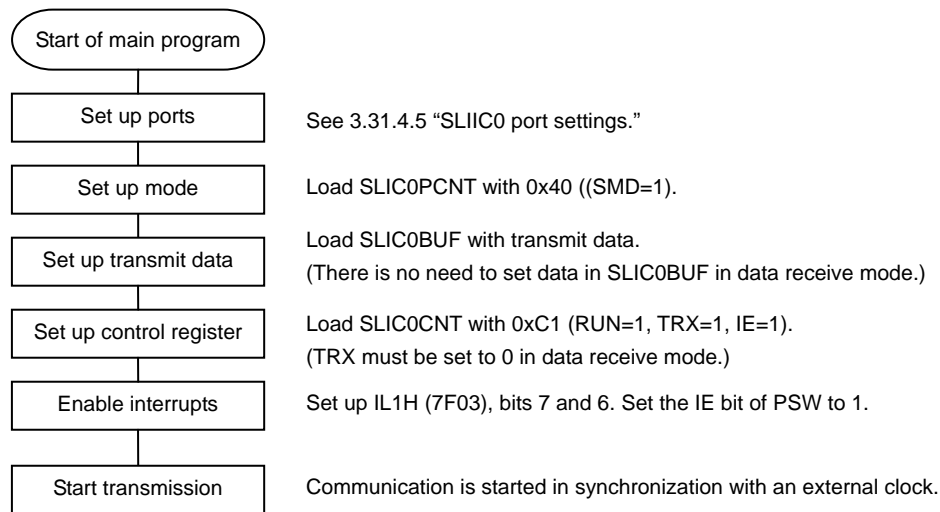 Start of main program
Set up ports
See 3.31.4.5 “SLIIC0 port settings.”
Set up mode
Load SLIC0PCNT with 0x40 ((SMD=1).
Set up transmit data
Load SLIC0BUF with transmit data.
(There is no need to set data in SLIC0BUF in data receive mode.)
Set up control register
Load SLIC0CNT with 0xC1 (RUN=1, TRX=1, IE=1).
(TRX must be set to 0 in data receive mode.)
Enable interrupts
Set up IL1H (7F03), bits 7 and 6. Set the IE bit of PSW to 1.
Start transmission
Communication is started in synchronization with an external clock.